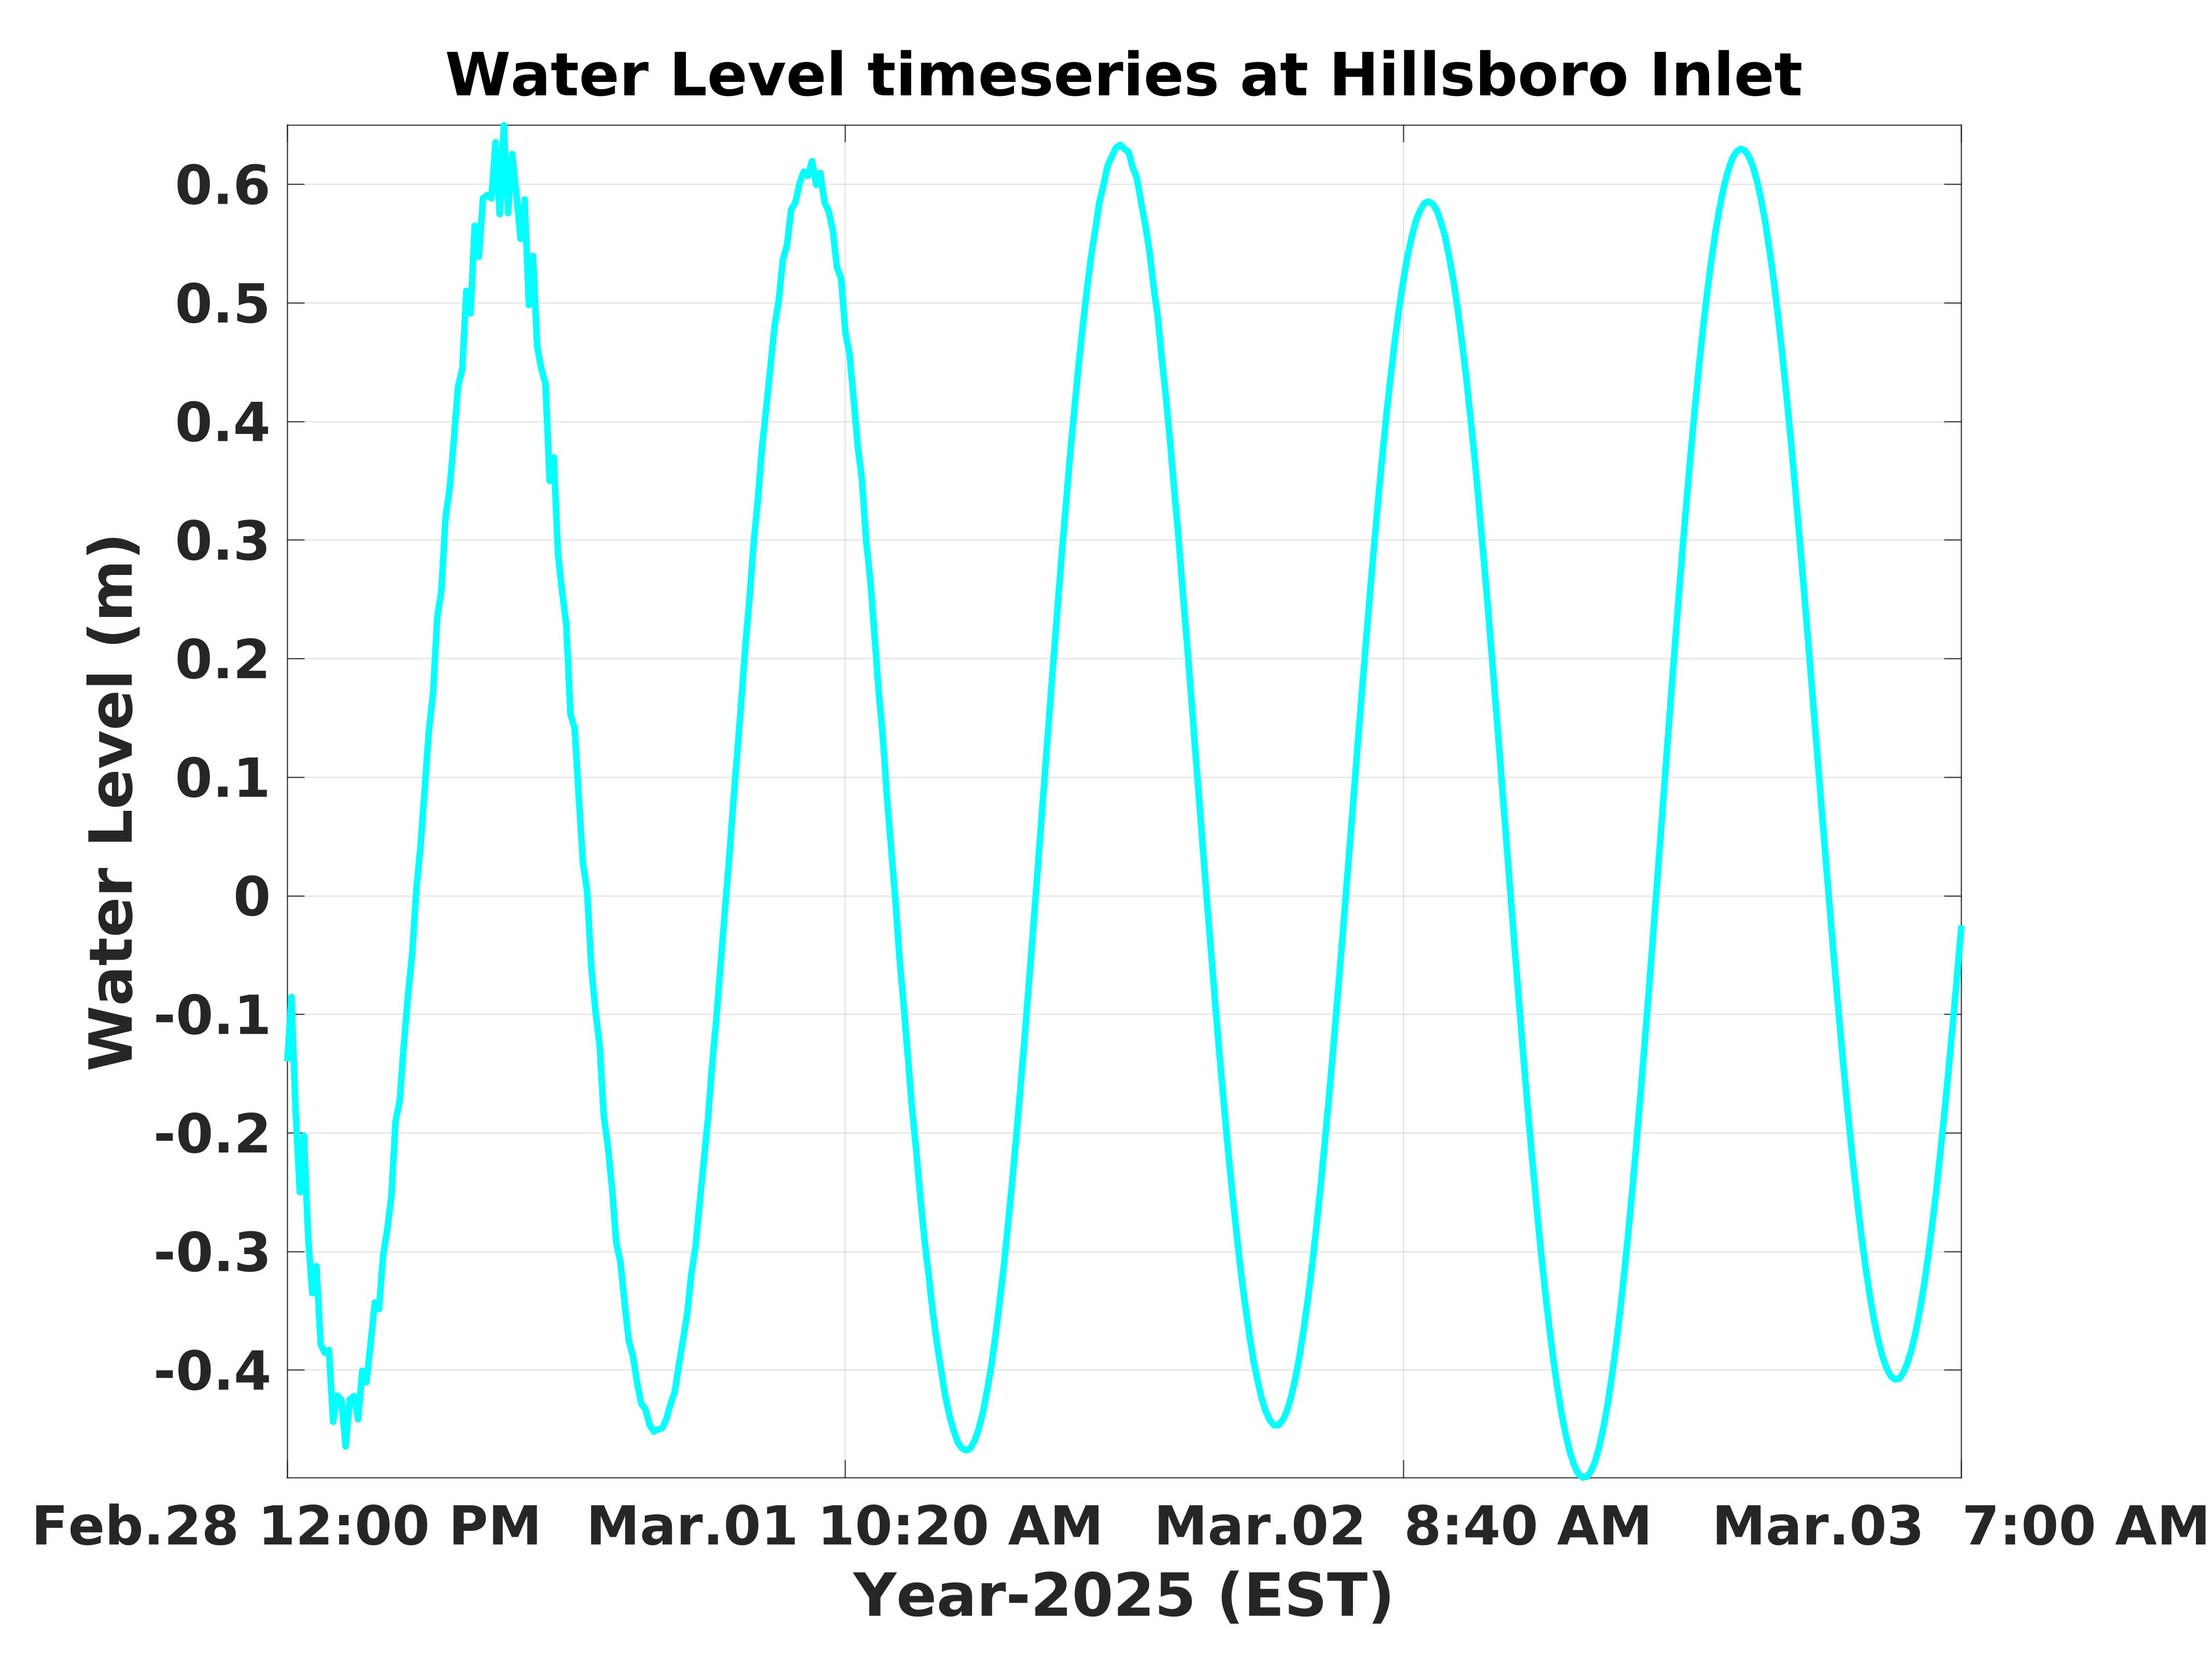 Water Level timeseries at Hillsboro Inlet
0.6
0.5
0.4
0.3
0.2
0.1
0
-0.1
-0.2
-0.3
-0.4
Water Level (m)
Feb.28 12:00 PM Mar.01 10:20 AM Mar.02 8:40 AM Mar.03 7:00 AM
Year-2025 (EST)